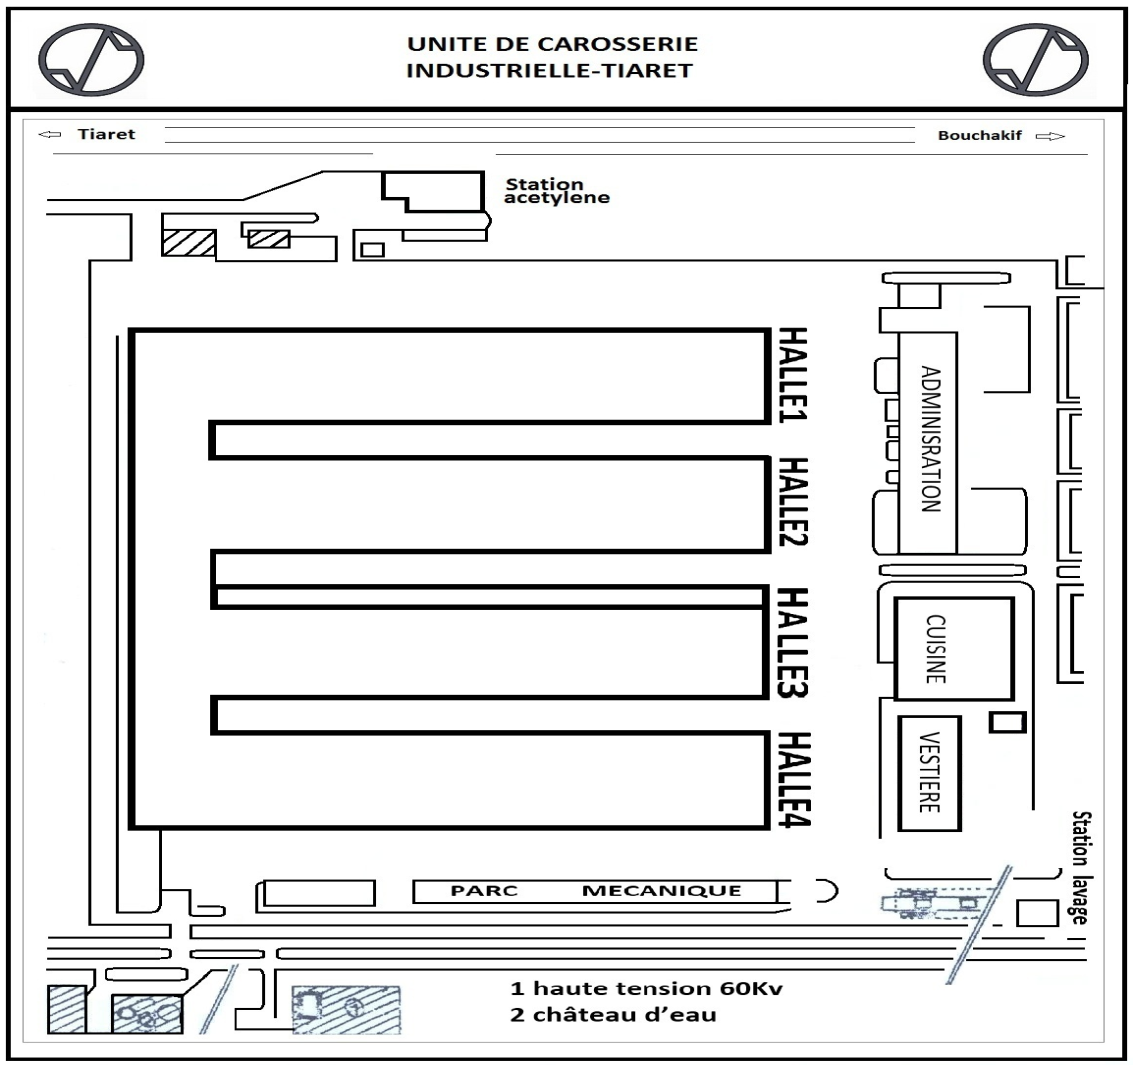 UNITE DE CAROSSERIE
INDUSTRIELLE-TIARET
Tiaret
Bouchakif
Station
acetylene
HALLE1
HALLE2
HALLE3
HALLE4
ADMINISRATION
CUISINE
VESTIERE
Station lavage
PARC MECANIQUE
1 haute tension 60Kv
2 château d'eau